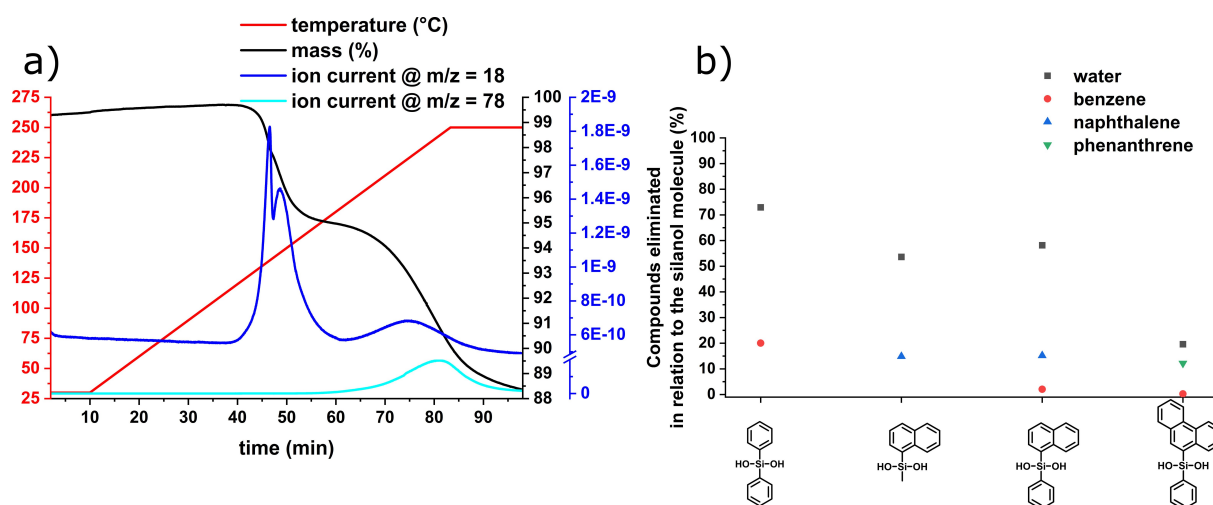 a)
temperature (°C)
mass (%)
ion current @ m/z = 18
ion current @ m/z = 78
275
250
225
200
175
150
125
100
75
50
25
100
99
98
96
95
94
93
91
90
89
88
2E-9
1.8E-9
1.6E-9
1.4E-9
1.2E-9
1E-9
8E-10
6E-10
0
10 20 30 40 50 60 70 80 90
time (min)
b)
water
benzene
naphthalene
phenanthrene
Compounds eliminated
in relation to the silanol molecule (%)
100
90
80
70
60
50
40
30
20
10
0
HO-Si-OH
HO-Si-OH
HO-Si-OH
HO-Si-OH